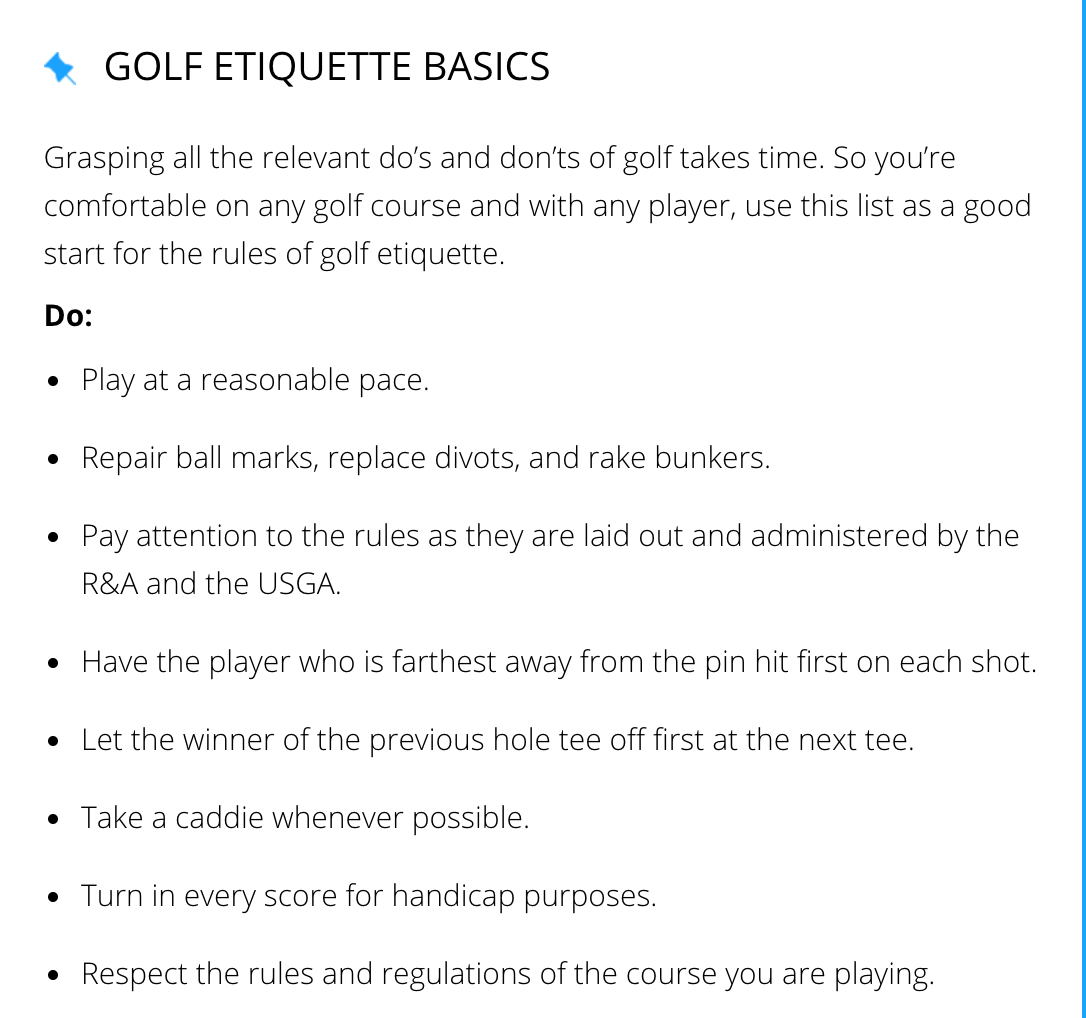 GOLF ETIQUETTE BASICS
Grasping all the relevant do’s and don’ts of golf takes time. So you’re
comfortable on any golf course and with any player, use this list as a good
start for the rules of golf etiquette.
Do:
• Play at a reasonable pace.
• Repair ball marks, replace divots, and rake bunkers.
• Pay attention to the rules as they are laid out and administered by the
R&A and the USGA.
• Have the player who is farthest away from the pin hit first on each shot.
• Let the winner of the previous hole tee off first at the next tee.
• Take a caddie whenever possible.
• Turn in every score for handicap purposes.
• Respect the rules and regulations of the course you are playing.